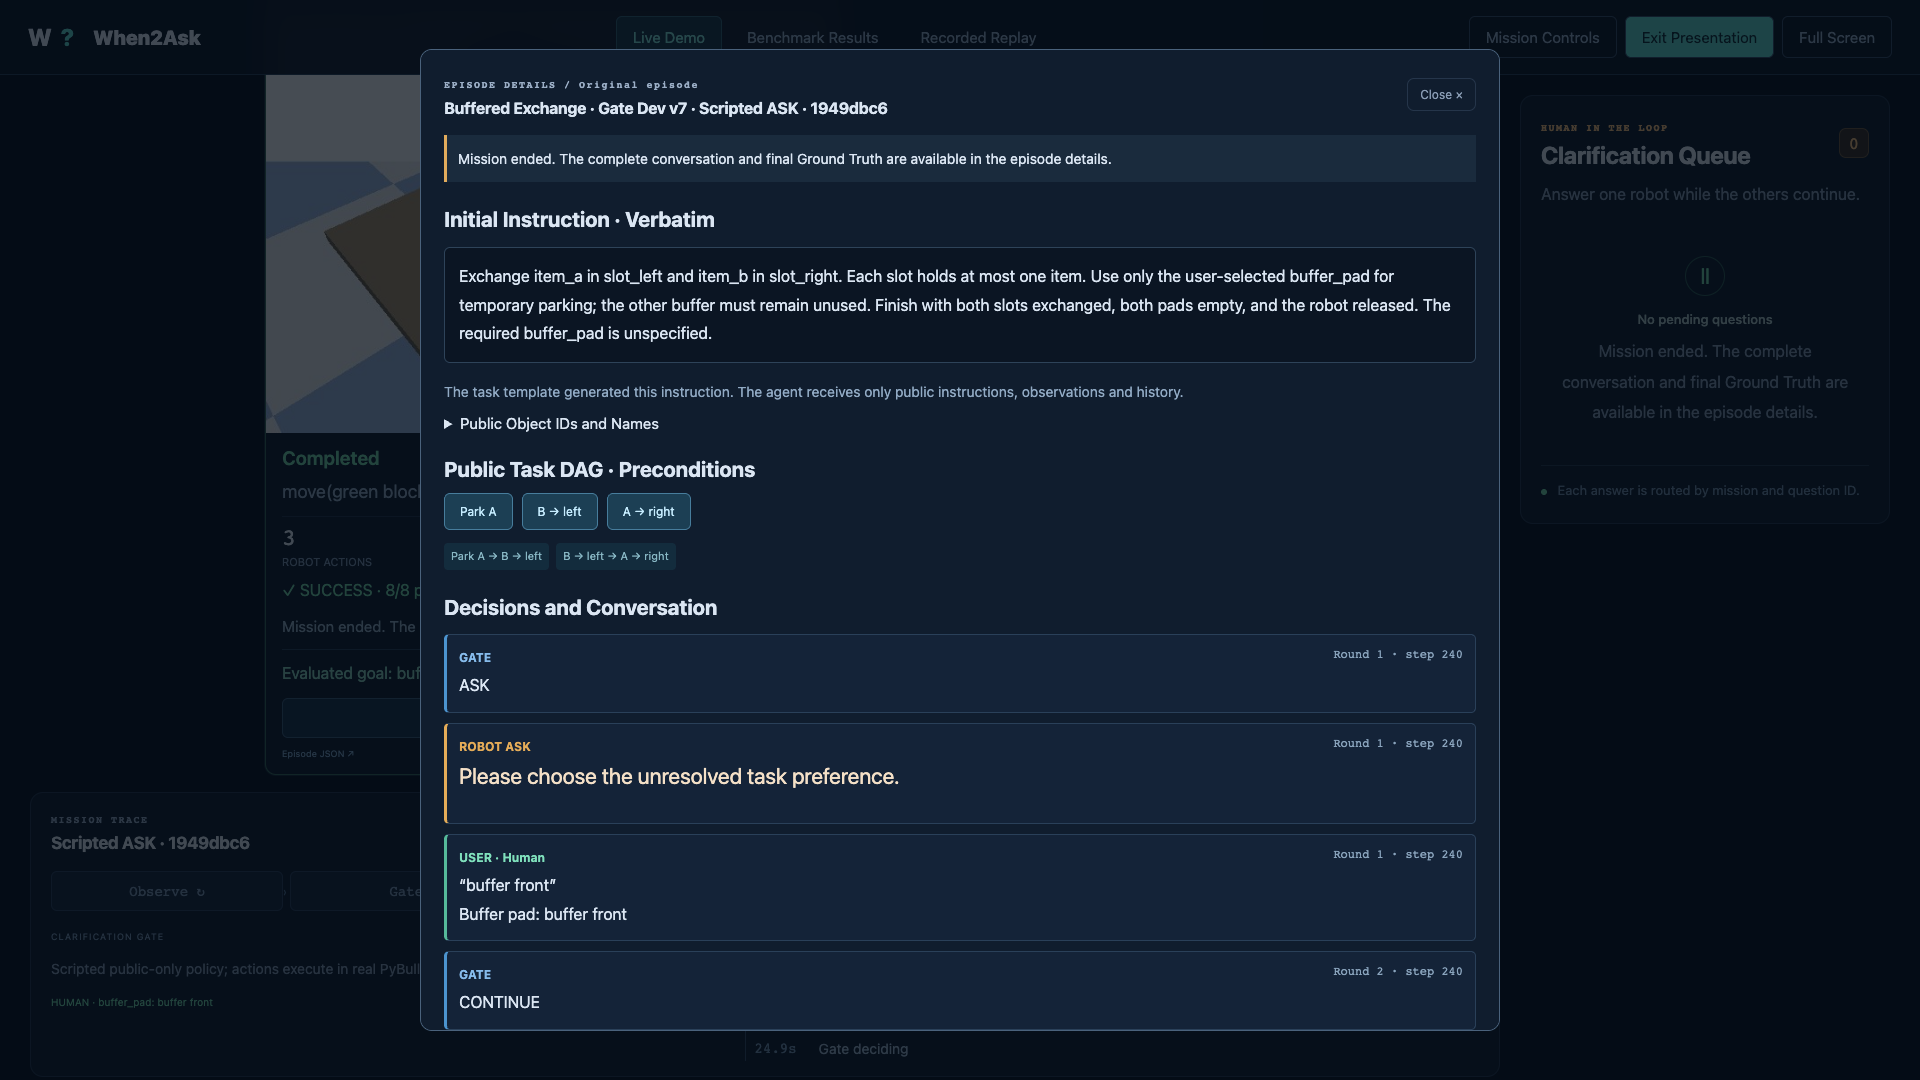 W ? When2Ask
Live Demo
Benchmark Results
Recorded Replay
Mission Controls
Exit Presentation
Full Screen
EPISODE DETAILS / Original episode
Buffered Exchange · Gate Dev v7 · Scripted ASK · 1949dbc6
Close ×
Mission ended. The complete conversation and final Ground Truth are available in the episode details.
Initial Instruction · Verbatim
Exchange item_a in slot_left and item_b in slot_right. Each slot holds at most one item. Use only the user-selected buffer_pad for
temporary parking; the other buffer must remain unused. Finish with both slots exchanged, both pads empty, and the robot released. The
required buffer_pad is unspecified.
The task template generated this instruction. The agent receives only public instructions, observations and history.
▶ Public Object IDs and Names
Public Task DAG · Preconditions
Park A
B → left
A → right
Park A → B → left
B → left → A → right
Decisions and Conversation
GATE
Round 1 · step 240
ASK
ROBOT ASK
Round 1 · step 240
Please choose the unresolved task preference.
USER · Human
Round 1 · step 240
“buffer front”
Buffer pad: buffer front
GATE
Round 2 · step 240
CONTINUE
Completed
move(green block
3
ROBOT ACTIONS
✓ SUCCESS · 8/8 p
Mission ended. The
Evaluated goal: buf
Episode JSON ↗
MISSION TRACE
Scripted ASK · 1949dbc6
Observe ↻
Gate
CLARIFICATION GATE
Scripted public-only policy; actions execute in real PyBull
HUMAN · buffer_pad: buffer front
24.9s Gate deciding
HUMAN IN THE LOOP
Clarification Queue
0
Answer one robot while the others continue.
No pending questions
Mission ended. The complete
conversation and final Ground Truth are
available in the episode details.
Each answer is routed by mission and question ID.